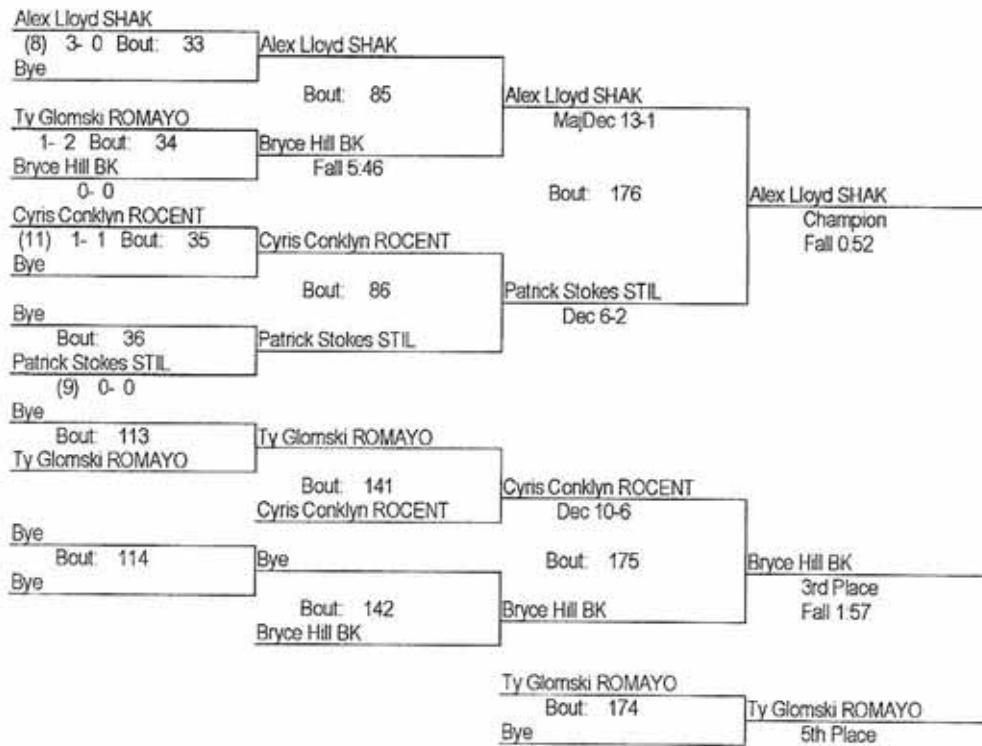 Alex Lloyd SHAK
(8) 3- 0 Bout: 33
Bye
Alex Lloyd SHAK
Bout: 85
Ty Glomski ROMAYO
1- 2 Bout: 34
Bryce Hill BK
0- 0
Bryce Hill BK
Fall 5:46
Alex Lloyd SHAK
MajDec 13-1
Cyris Conklyn ROCENT
(11) 1- 1 Bout: 35
Bye
Cyris Conklyn ROCENT
Bout: 86
Bye
Bout: 36
Patrick Stokes STIL
(9) 0- 0
Patrick Stokes STIL
Patrick Stokes STIL
Dec 6-2
Bout: 176
Alex Lloyd SHAK
Champion
Fall 0:52
Bye
Bout: 113
Ty Glomski ROMAYO
Ty Glomski ROMAYO
Bout: 141
Cyris Conklyn ROCENT
Cyris Conklyn ROCENT
Dec 10-6
Bye
Bout: 114
Bye
Bye
Bout: 142
Bryce Hill BK
Bryce Hill BK
Bout: 175
Bryce Hill BK
3rd Place
Fall 1:57
Ty Glomski ROMAYO
Bout: 174
Bye
Ty Glomski ROMAYO
5th Place